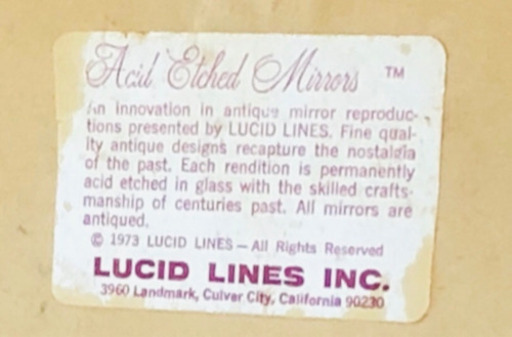 Acid Etched Mirrors ™
An innovation in antique mirror reproduc-
tions presented by LUCID LINES. Fine qual-
ity antique designs recapture the nostalgia
of the past. Each rendition is permanently
acid etched in glass with the skilled crafts-
manship of centuries past. All mirrors are
antiqued.
© 1973 LUCID LINES — All Rights Reserved
LUCID LINES INC.
3960 Landmark, Culver City, California 90230